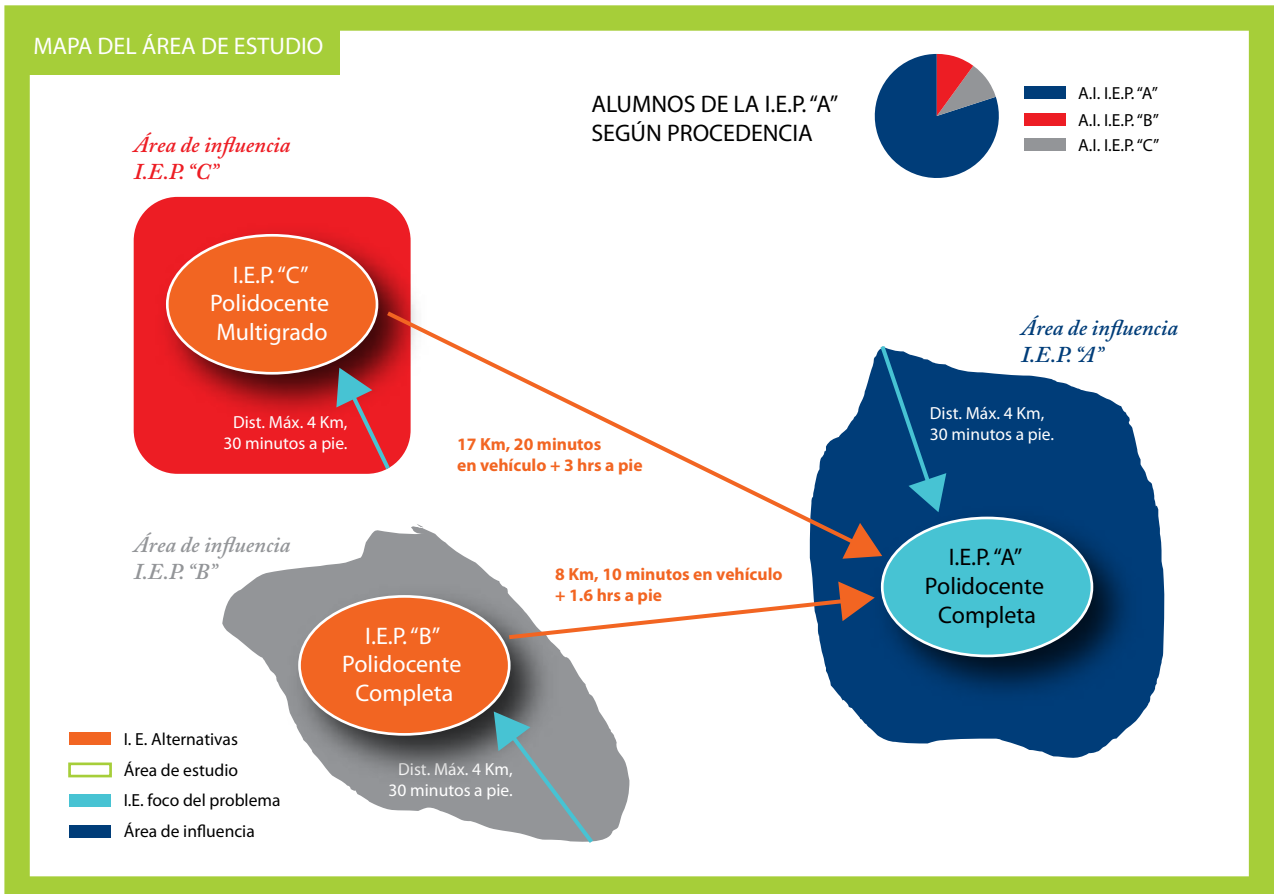 MAPA DEL ÁREA DE ESTUDIO
ALUMNOS DE LA I.E.P. “A”
SEGÚN PROCEDENCIA
A.I. I.E.P. “A”
A.I. I.E.P. “B”
A.I. I.E.P. “C”
Área de influencia
I.E.P. “C”
I.E.P. “C”
Polidocente
Multigrado
Dist. Máx. 4 Km,
30 minutos a pie.
17 Km, 20 minutos
en vehículo + 3 hrs a pie
Área de influencia
I.E.P. “A”
Dist. Máx. 4 Km,
30 minutos a pie.
I.E.P. “A”
Polidocente
Completa
Área de influencia
I.E.P. “B”
8 Km, 10 minutos en vehículo
+ 1.6 hrs a pie
I.E.P. “B”
Polidocente
Completa
Dist. Máx. 4 Km,
30 minutos a pie.
I. E. Alternativas
Área de estudio
I.E. foco del problema
Área de influencia